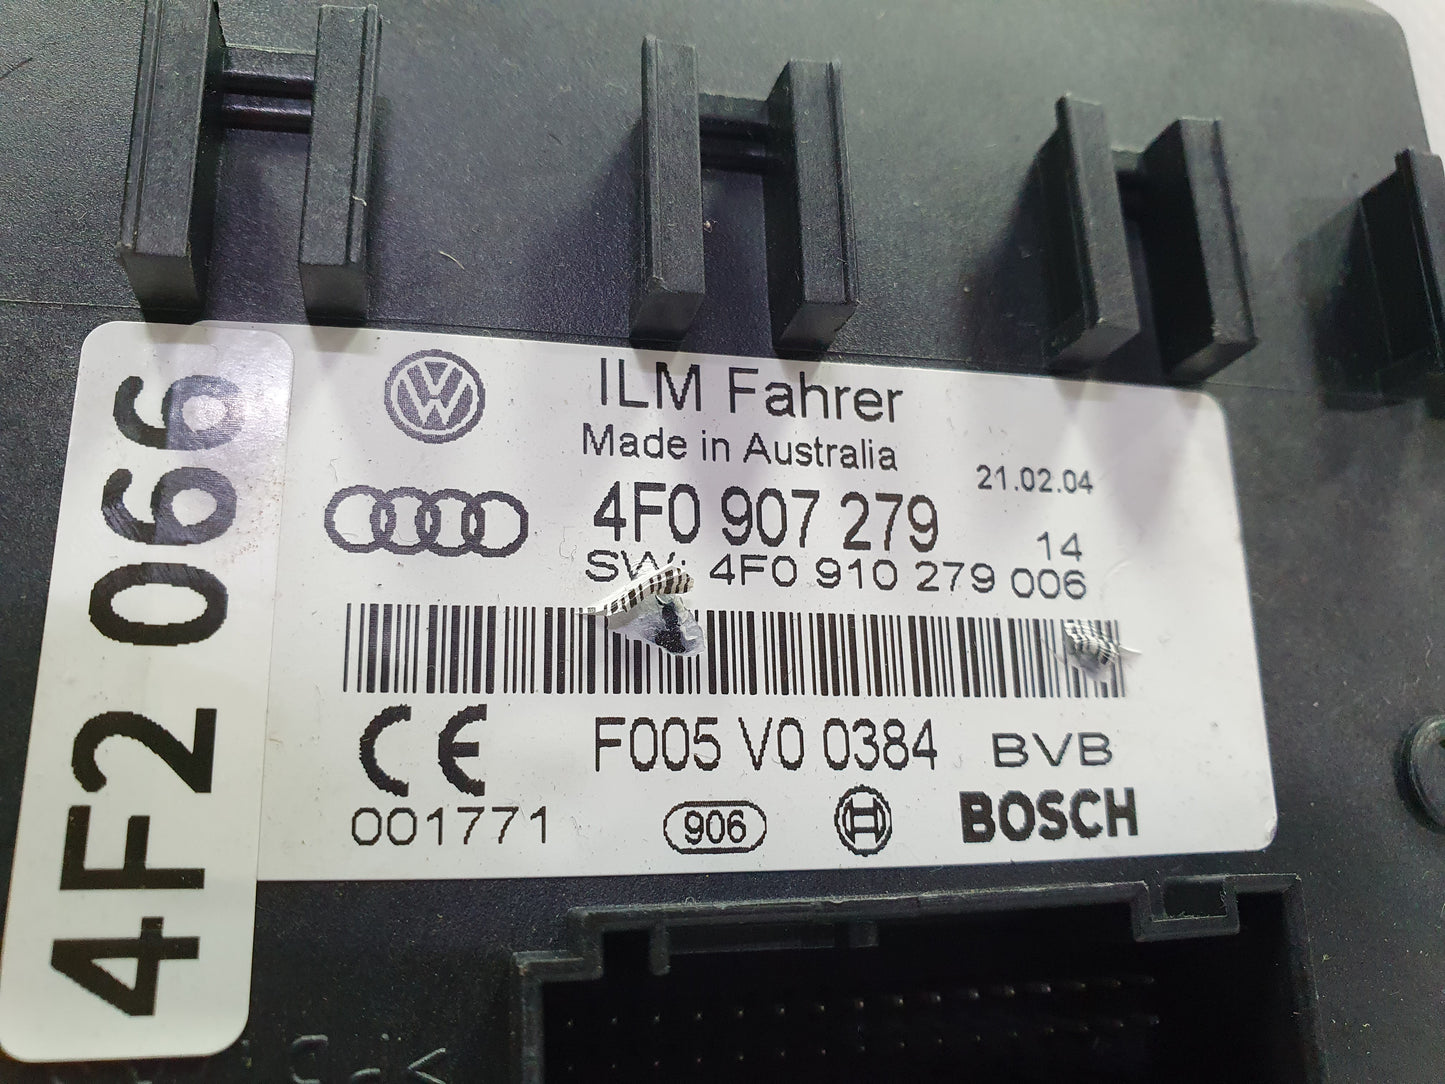 4F2 066
ILM Fahrer
Made in Australia
21.02.04
4F0 907 279
14
SW: 4F0 910 279 006
CE
F005 V0 0384 BVB
001771
906
BOSCH